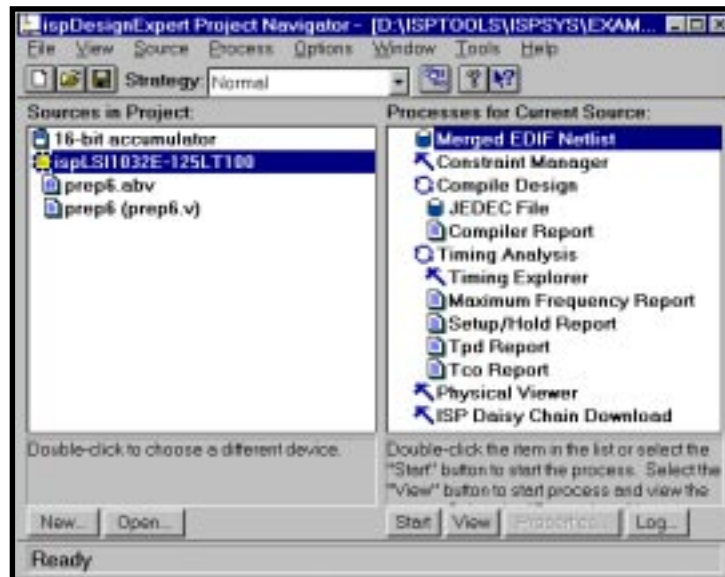 ispDesignExpert Project Navigator - [D:\ISPTOOLS\ISPSYS\EXAM...
File View Source Process Options Window Tools Help
Strategy: Normal
Sources in Project:
16-bit accumulator
ispLSI1032E-125LT100
prep6.abv
prep6 (prep6.v)
Double-click to choose a different device.
New... Open...
Processes for Current Source:
Merged EDIF Netlist
Constraint Manager
Compile Design
JEDEC File
Compiler Report
Timing Analysis
Timing Explorer
Maximum Frequency Report
Setup/Hold Report
Tpd Report
Tco Report
Physical Viewer
ISP Daisy Chain Download
Double-click the item in the list or select the
"Start" button to start the process. Select the
"View" button to start process and view the
Start View Properties... Log...
Ready